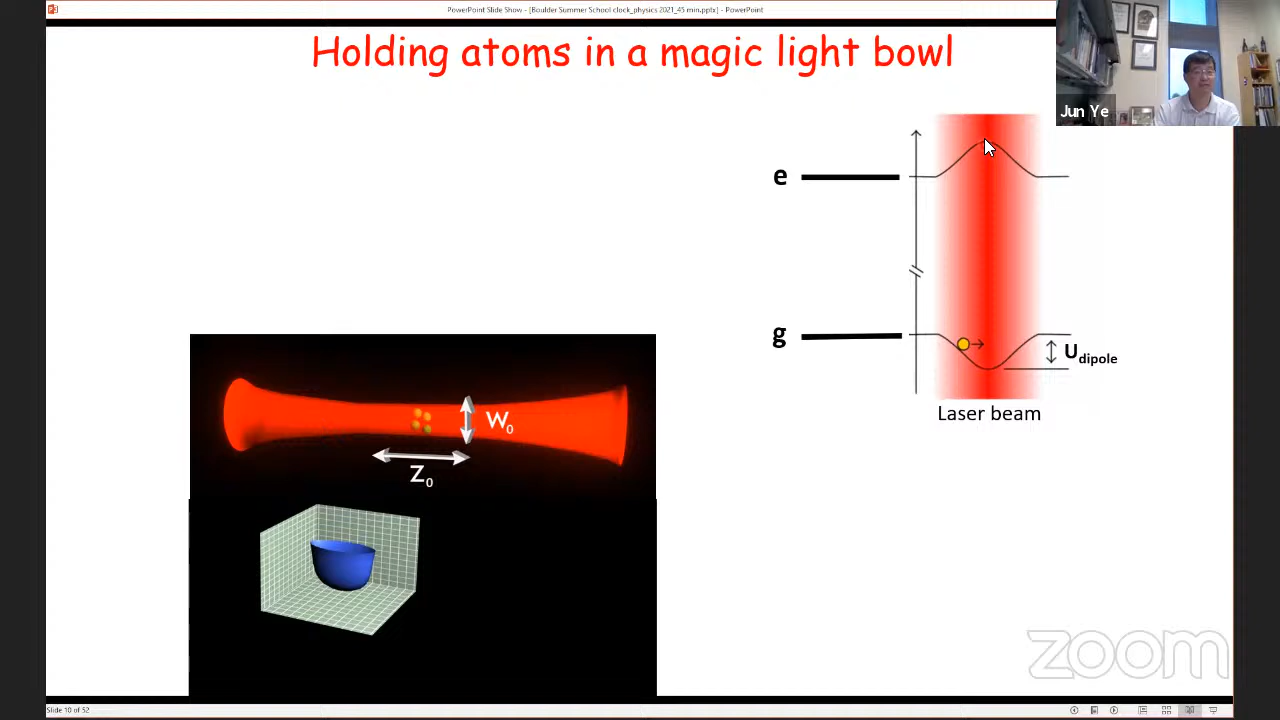 PowerPoint Slide Show - [Boulder Summer School clock_physics 2021_45 min.pptx] - PowerPoint
Holding atoms in a magic light bowl
Jun Ye
e
g
U dipole
Laser beam
W0
Z0
zoom
Slide 10 of 52